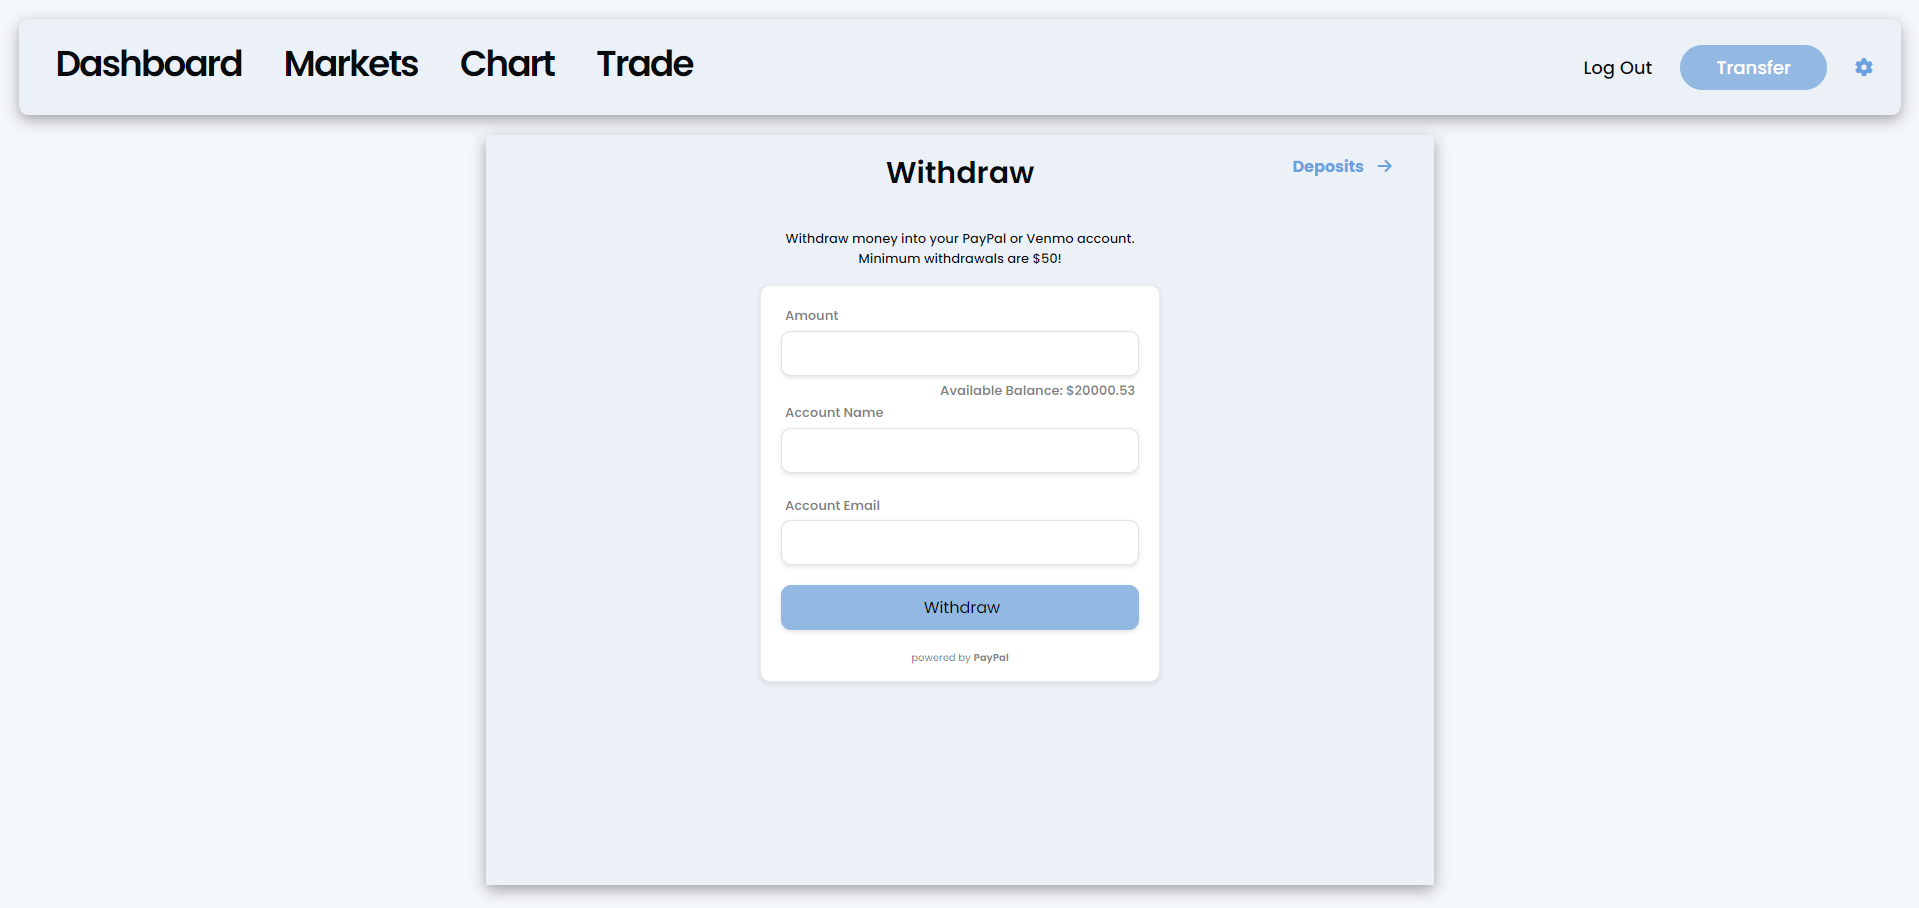 Dashboard Markets Chart Trade Log Out Transfer
Withdraw Deposits
Withdraw money into your PayPal or Venmo account.
Minimum withdrawals are $50!
Amount
Available Balance: $20000.53
Account Name
Account Email
Withdraw
powered by PayPal